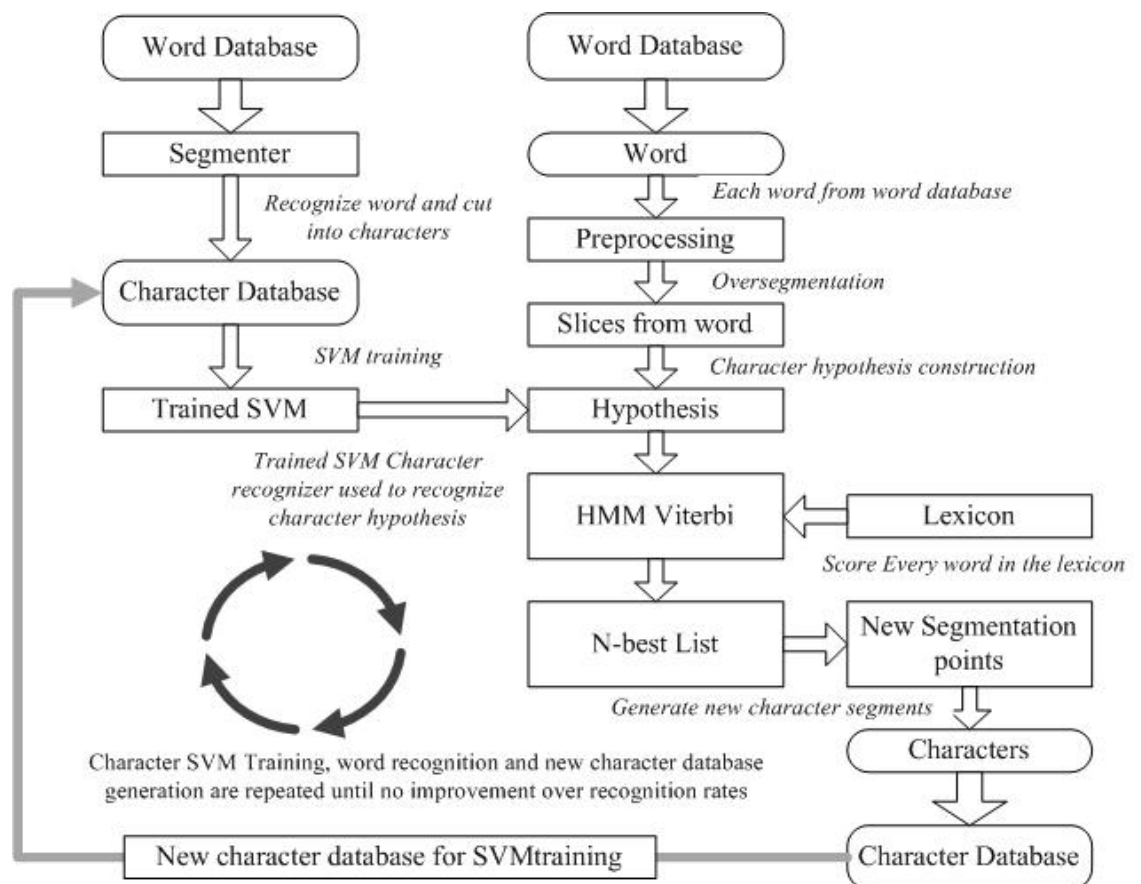 Word Database
Segmenter
Recognize word and cut
into characters
Character Database
SVM training
Trained SVM
Trained SVM Character
recognizer used to recognize
character hypothesis
Word Database
Word
Each word from word database
Preprocessing
Oversegmentation
Slices from word
Character hypothesis construction
Hypothesis
HMM Viterbi
Lexicon
Score Every word in the lexicon
N-best List
New Segmentation
points
Generate new character segments
Characters
Character Database
Character SVM Training, word recognition and new character database
generation are repeated until no improvement over recognition rates
New character database for SVMtraining